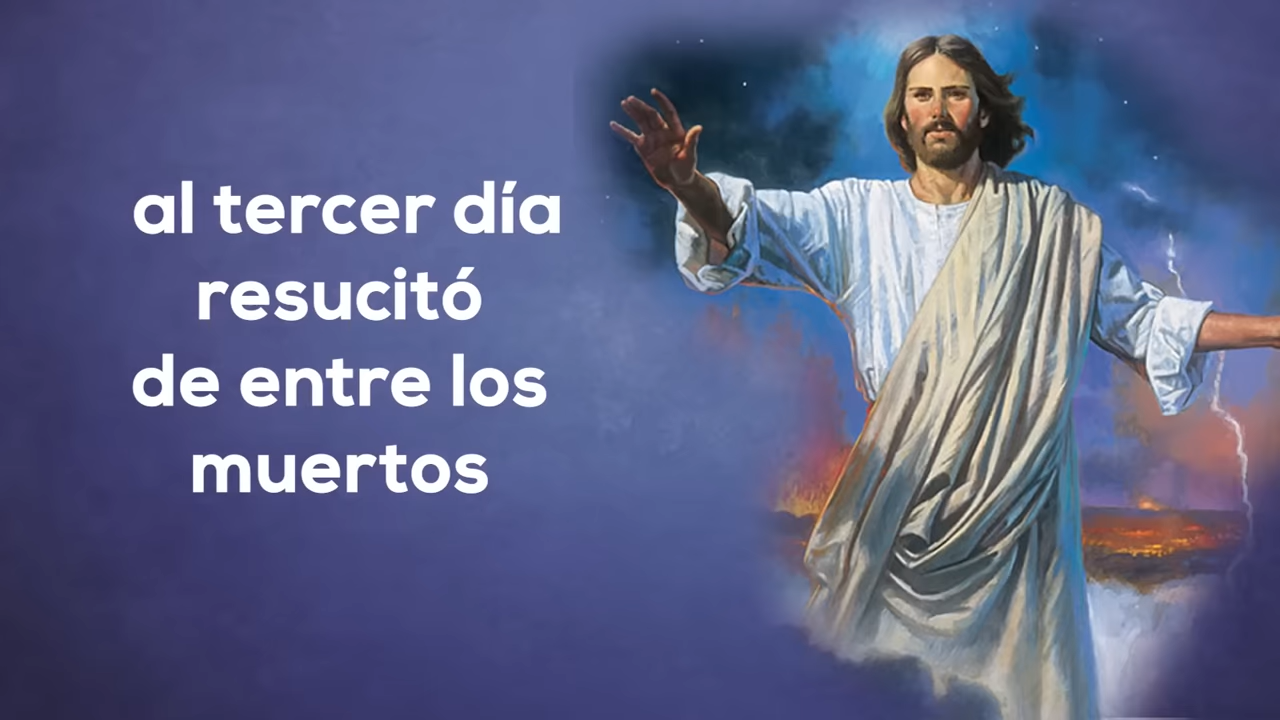 al tercer día
resucitó
de entre los
muertos